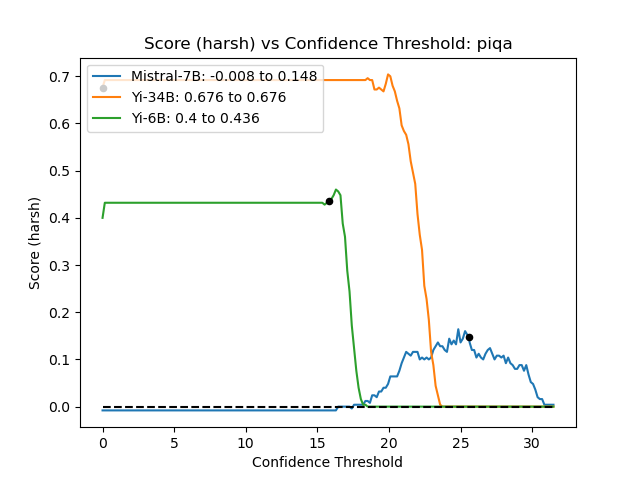 Score (harsh) vs Confidence Threshold: piqa
Mistral-7B: -0.008 to 0.148
Yi-34B: 0.676 to 0.676
Yi-6B: 0.4 to 0.436
0.7
0.6
0.5
0.4
0.3
0.2
0.1
0.0
Score (harsh)
0 5 10 15 20 25 30
Confidence Threshold